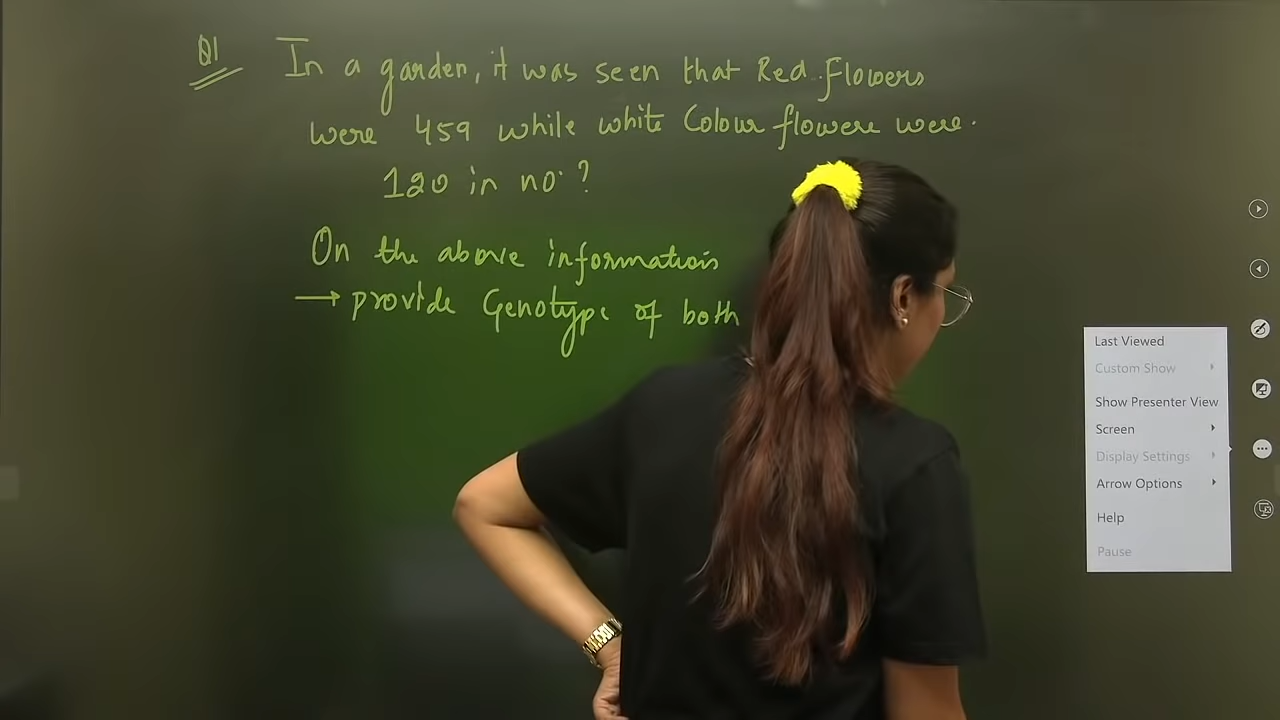 Q1
In a garden, it was seen that Red Flowers
were 459 while white Colour flowere were.
120 in no. ?
On the above information
→ provide Genotype of both
Last Viewed
Custom Show
Show Presenter View
Screen
Display Settings
Arrow Options
Help
Pause